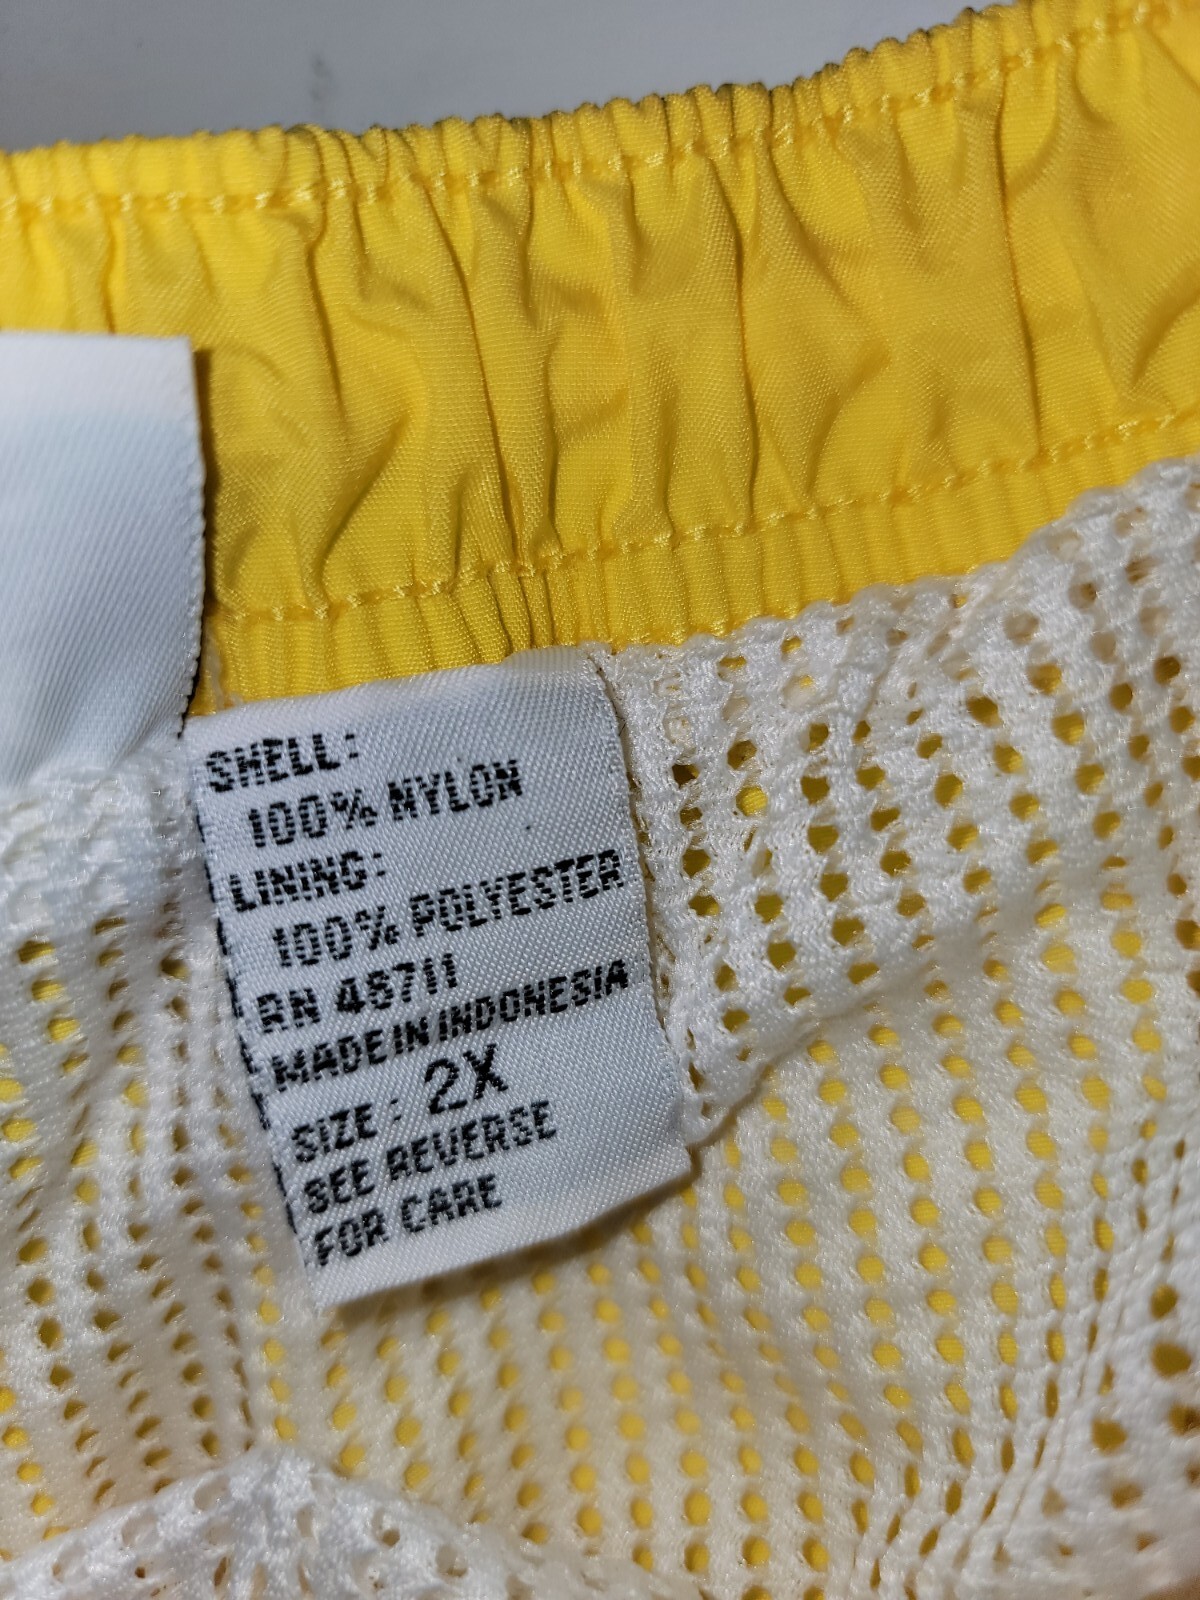 SHELL:
100% NYLON
LINING:
100% POLYESTER
RN 48711
MADE IN INDONESIA
SIZE: 2X
SEE REVERSE
FOR CARE